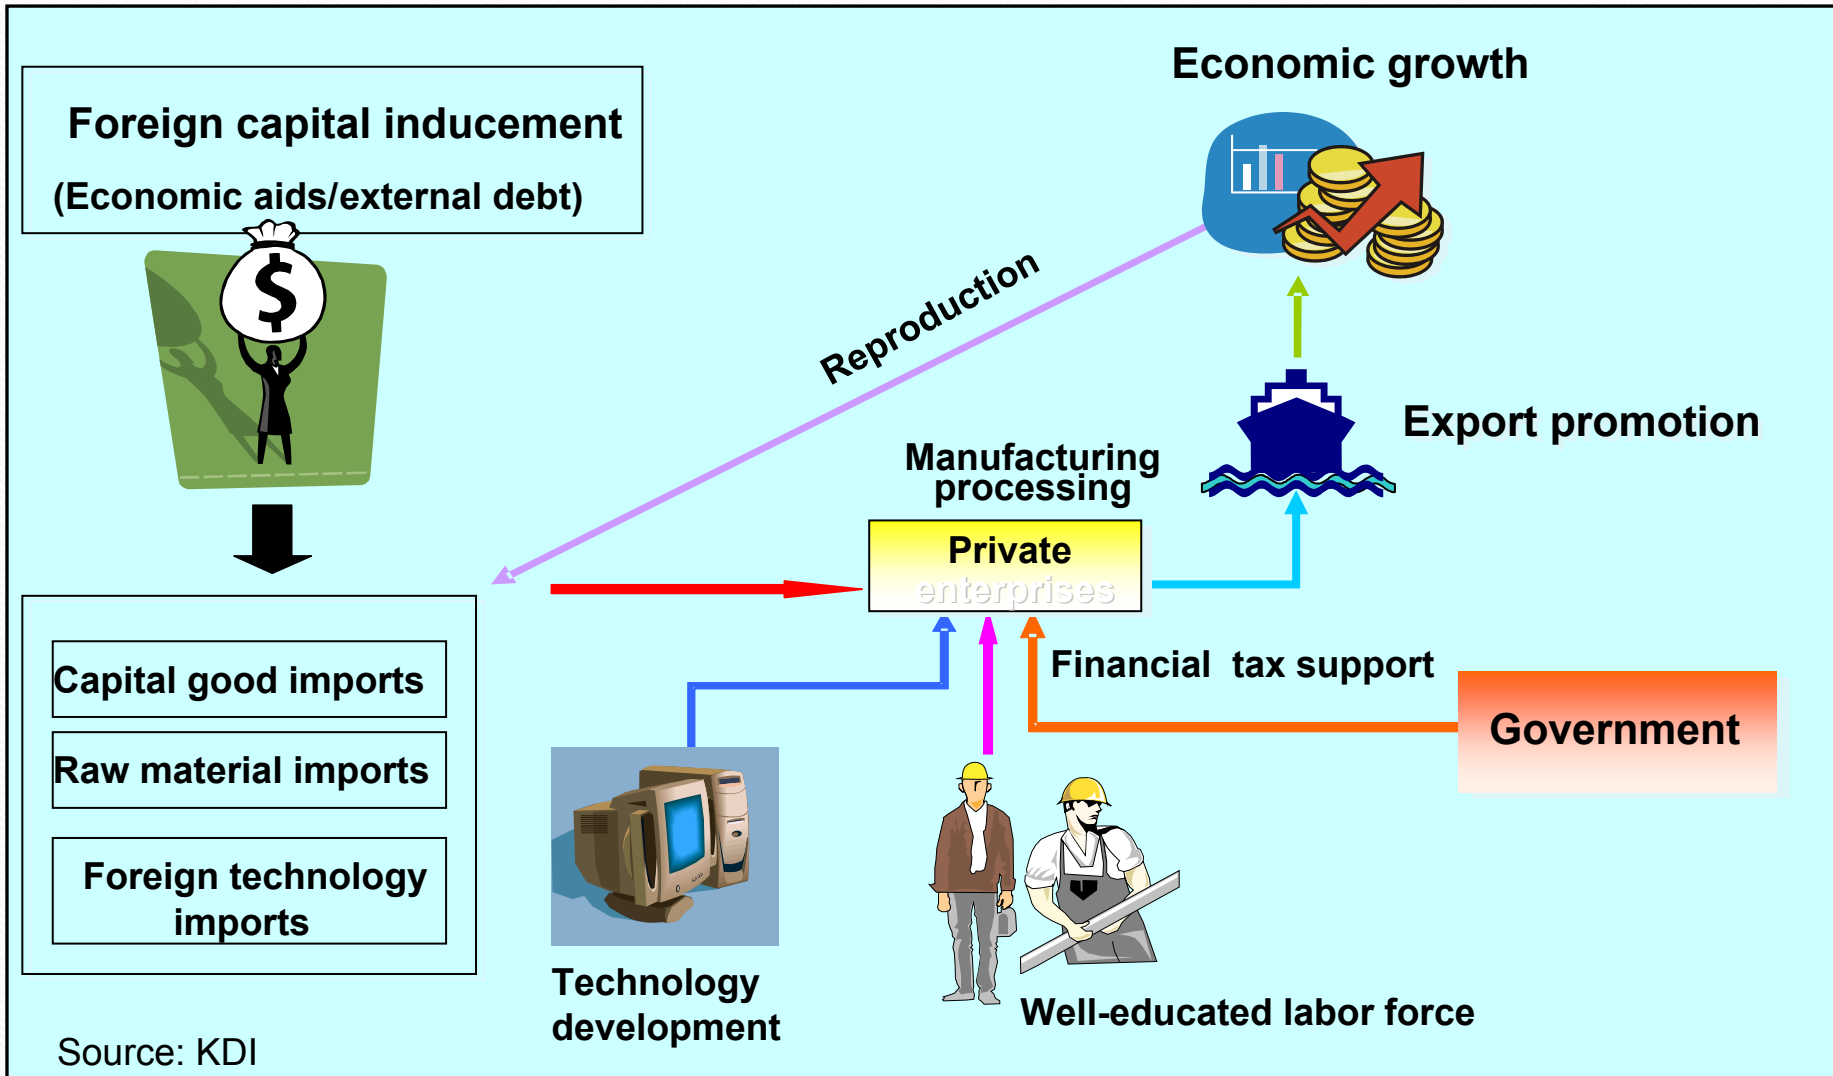 Economic growth
Foreign capital inducement
(Economic aids/external debt)
$
Reproduction
Export promotion
Manufacturing
processing
Private
enterprises
Financial tax support
Government
Capital good imports
Raw material imports
Foreign technology
imports
Technology
development
Well-educated labor force
Source: KDI